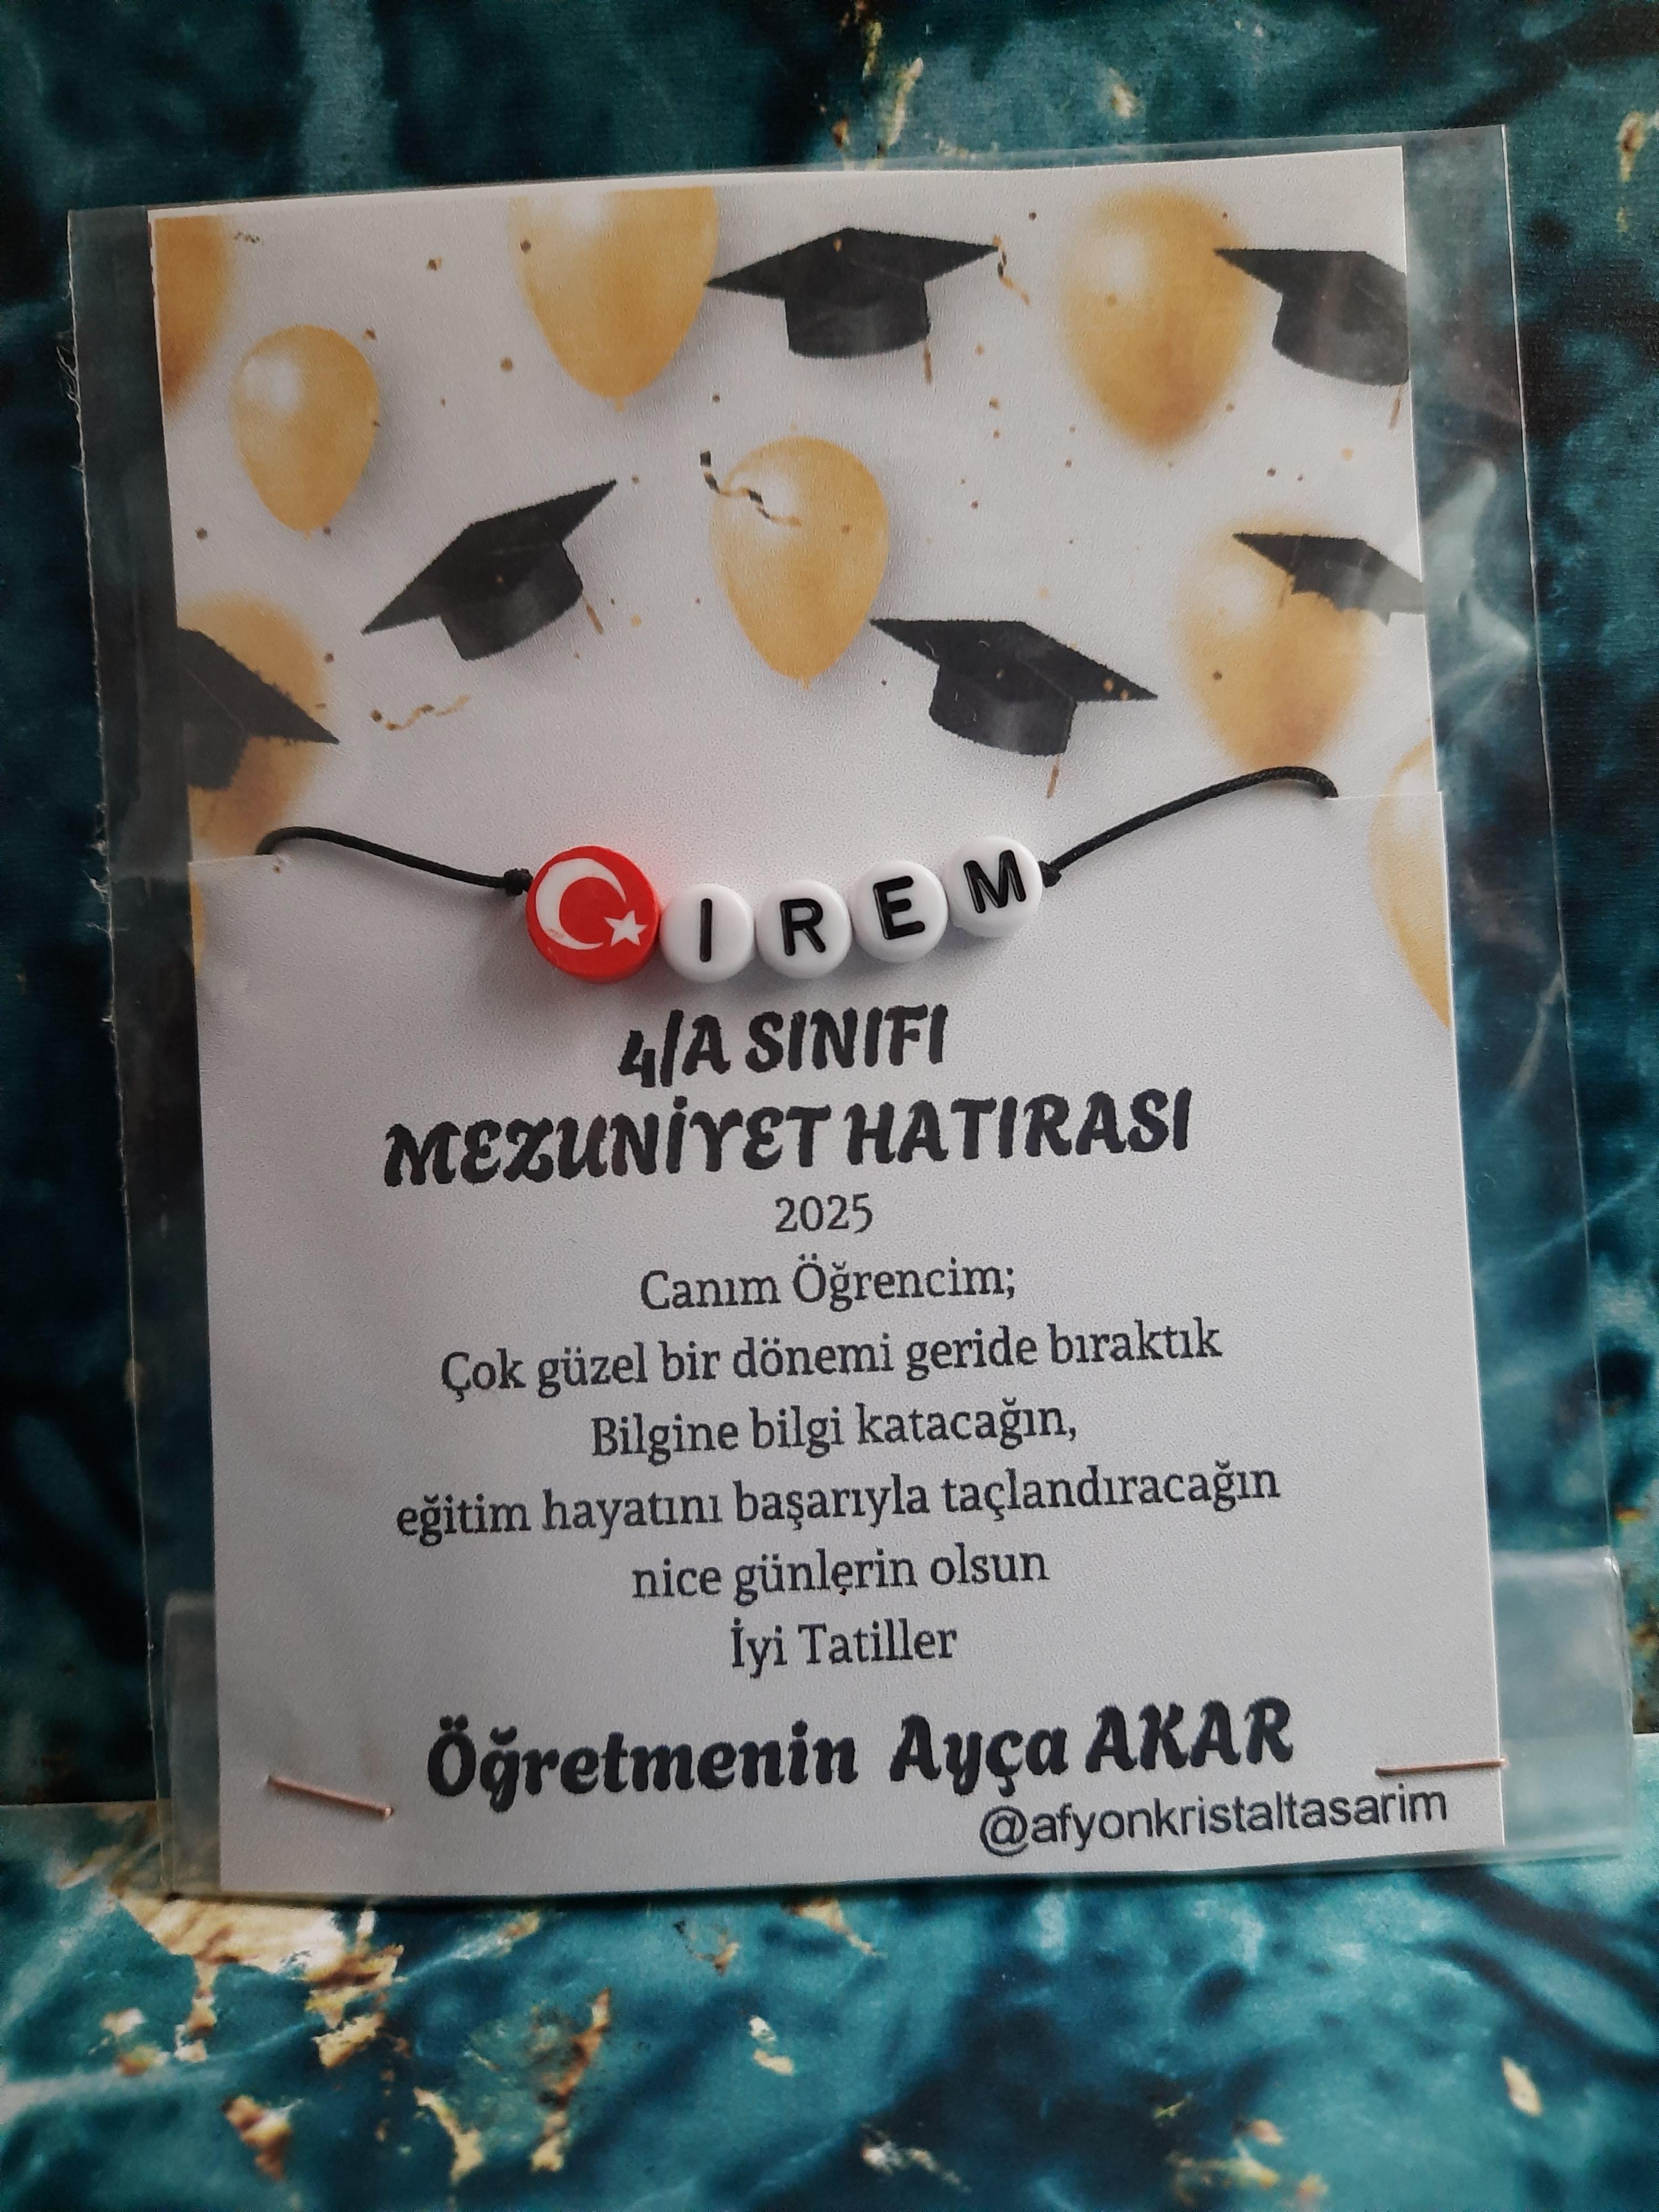 IREM
4/A SINIFI
MEZUNİYET HATIRASI
2025
Canım Öğrencim;
Çok güzel bir dönemi geride bıraktık
Bilgine bilgi katacağın,
eğitim hayatını başarıyla taçlandıracağın
nice günlerin olsun
İyi Tatiller
Öğretmenin Ayça AKAR
@afyonkristaltasarim